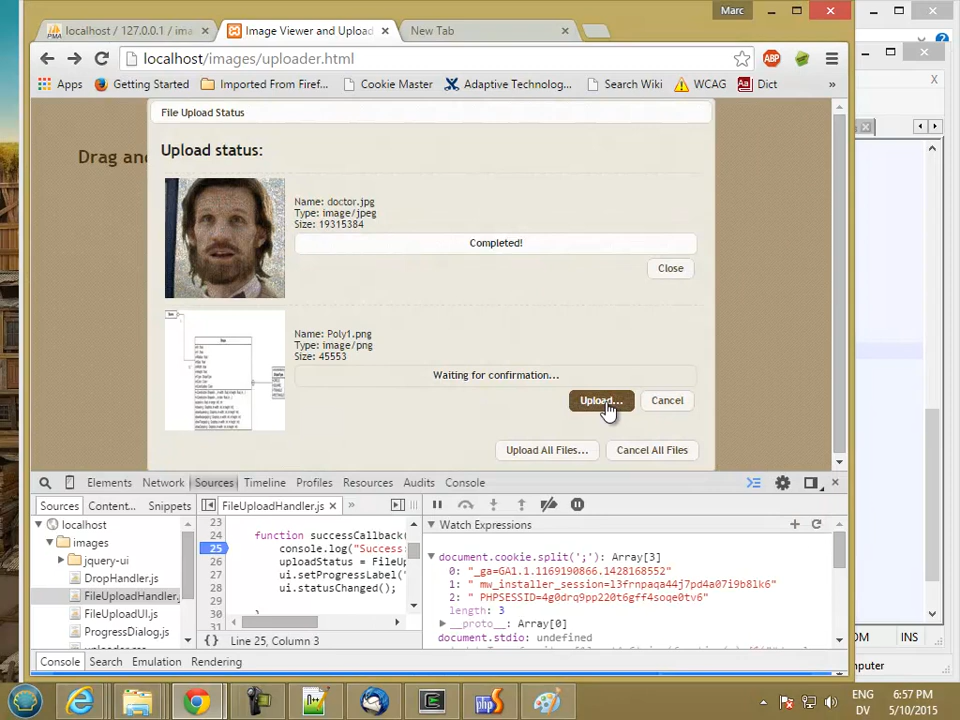 Marc
localhost / 127.0.0.1 / ima
Image Viewer and Upload
New Tab
localhost/images/uploader.html
ABP
Apps
Getting Started
Imported From Firef...
Cookie Master
Adaptive Technolog...
Search Wiki
WCAG
Dict
»
File Upload Status
Drag and
Upload status:
Name: doctor.jpg
Type: image/jpeg
Size: 19315384
Completed!
Close
Name: Poly1.png
Type: image/png
Size: 45553
Waiting for confirmation...
Upload...
Cancel
Upload All Files...
Cancel All Files
Elements
Network
Sources
Timeline
Profiles
Resources
Audits
Console
Sources
Content...
Snippets
FileUploadHandler.js
»
Watch Expressions
localhost
images
jquery-ui
DropHandler.js
FileUploadHandler.
FileUploadUI.js
ProgressDialog.js
23
24 function successCallback(
25 console.log("Success:
26 uploadStatus = FileUp
27 ui.setProgressLabel('
28 ui.statusChanged();
29
30 }
{} Line 25, Column 3
document.cookie.split(';'): Array[3]
0: "_ga=GA1.1.1169190866.1428168552"
1: " mw_installer_session=l3frnpaqa44j7pd4a07i9b81k6"
2: " PHPSESSID=4g0drq9pp220t6gff4soqe0tv6"
length: 3
__proto__: Array[0]
document.stdio: undefined
Console
Search
Emulation
Rendering
OM
INS
mputer
ENG
DV
6:57 PM
5/10/2015